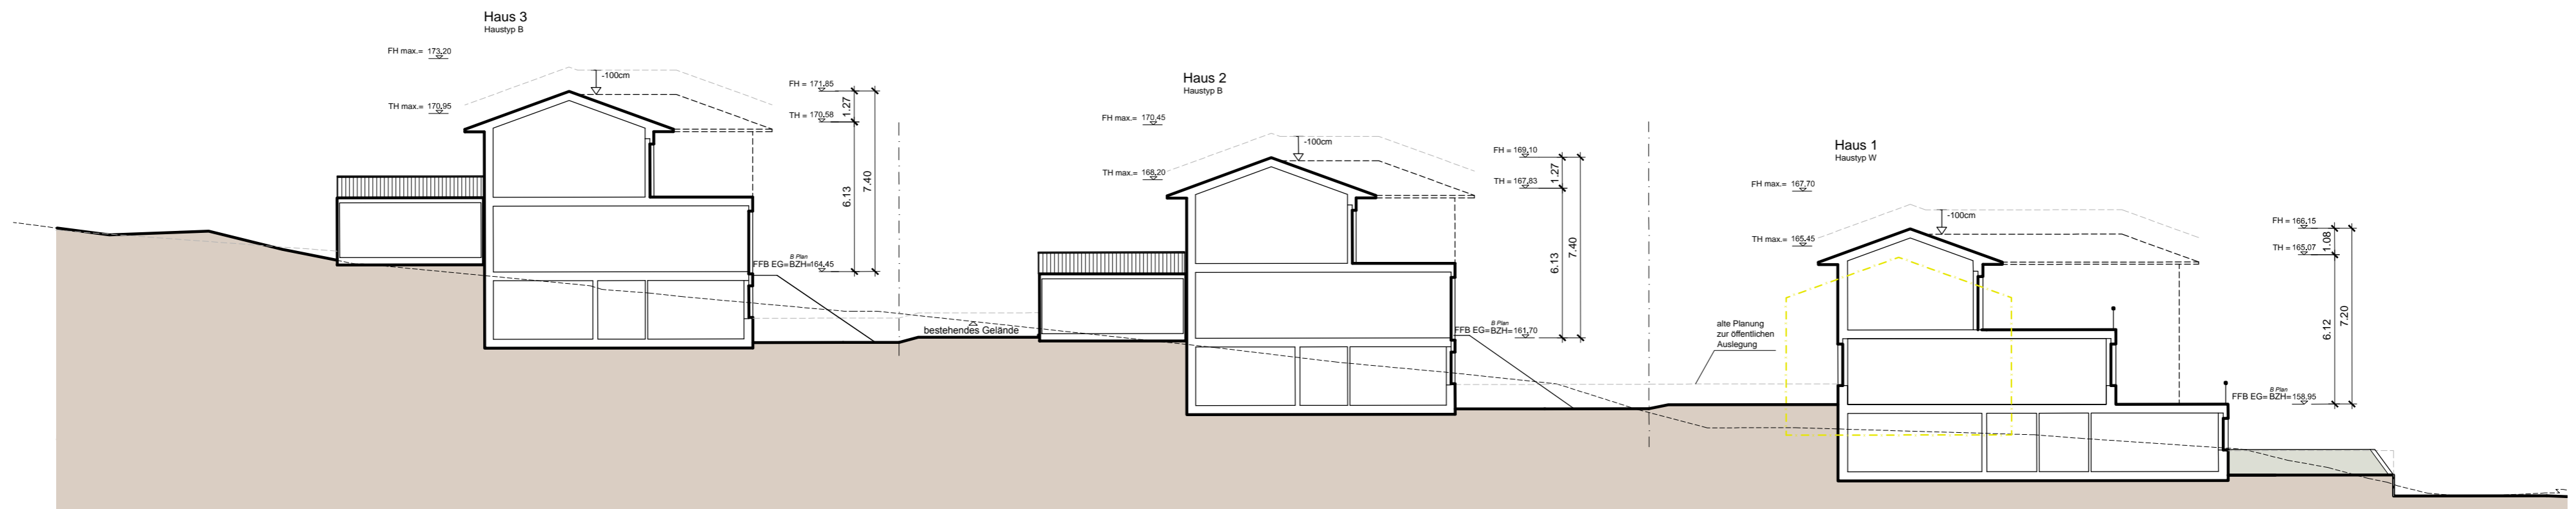 Haus 3
Haustyp B
FH max.= 173,20
-100cm
FH = 171,85
TH max.= 170,95
TH = 170,58
1.27
6.13
7.40
B Plan
FFB EG=BZH=164,45
bestehendes Gelände
Haus 2
Haustyp B
FH max.= 170,45
-100cm
FH = 169,10
TH max.= 168,20
TH = 167,83
1.27
6.13
7.40
B Plan
FFB EG=BZH=161,70
alte Planung
zur öffentlichen
Auslegung
Haus 1
Haustyp W
FH max.= 167,70
-100cm
FH = 166,15
TH max.= 165,45
TH = 165,07
1.08
6.12
7.20
B Plan
FFB EG=BZH=158,95